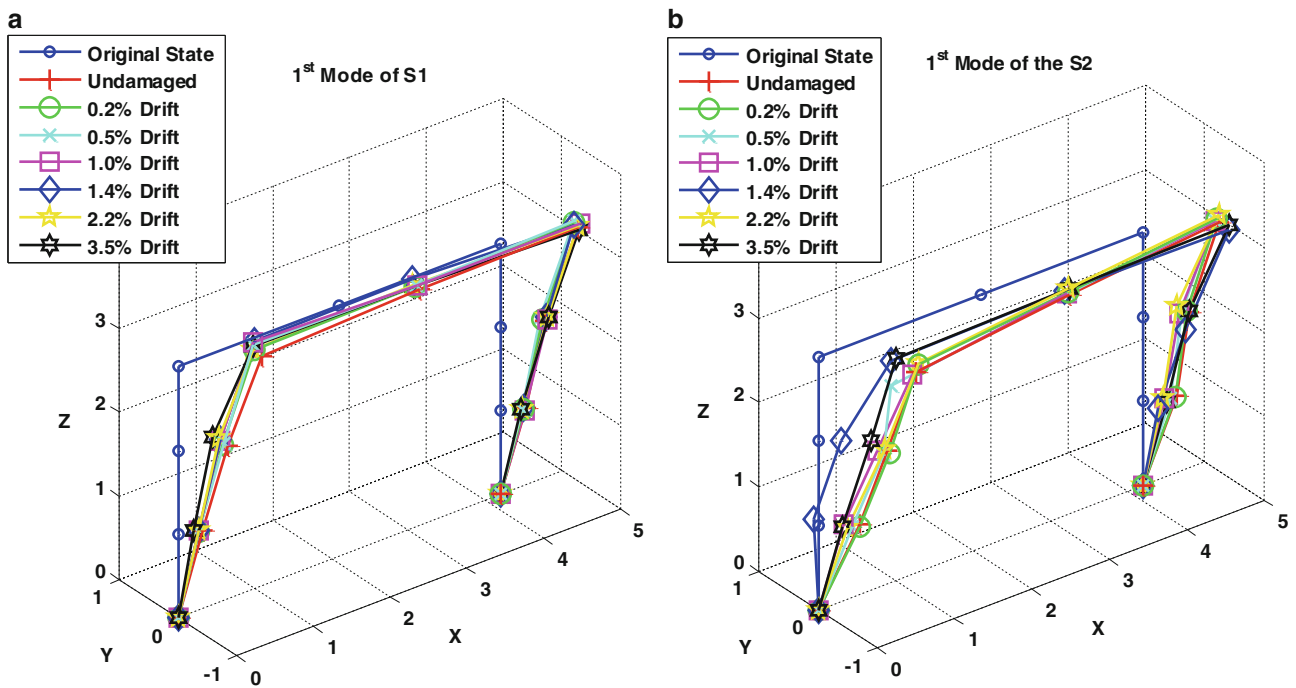 a
Original State
Undamaged
0.2% Drift
0.5% Drift
1.0% Drift
1.4% Drift
2.2% Drift
3.5% Drift
1st Mode of S1
3
2
1
0
Z
1
0
-1
Y
0
1
2
3
4
5
X
b
Original State
Undamaged
0.2% Drift
0.5% Drift
1.0% Drift
1.4% Drift
2.2% Drift
3.5% Drift
1st Mode of the S2
3
2
1
0
Z
1
0
-1
Y
0
1
2
3
4
5
X